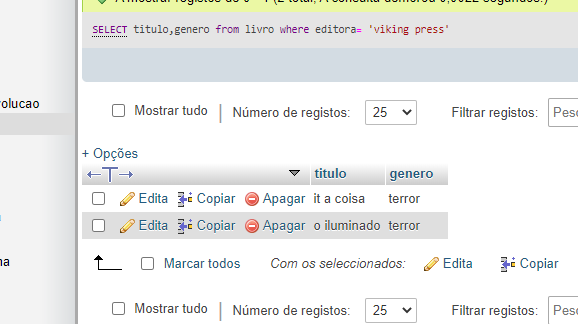 A mostrar registos de 0 - 1 (2 total, A consulta demorou 0,0022 segundos.)
SELECT titulo,genero from livro where editora= 'viking press'
olucao
Mostrar tudo | Número de registos: 25 Filtrar registos: Pesc
+ Opções
←T→ titulo genero
Edita Copiar Apagar it a coisa terror
Edita Copiar Apagar o iluminado terror
na
Marcar todos Com os seleccionados: Edita Copiar
Mostrar tudo | Número de registos: 25 Filtrar registos: Pesc